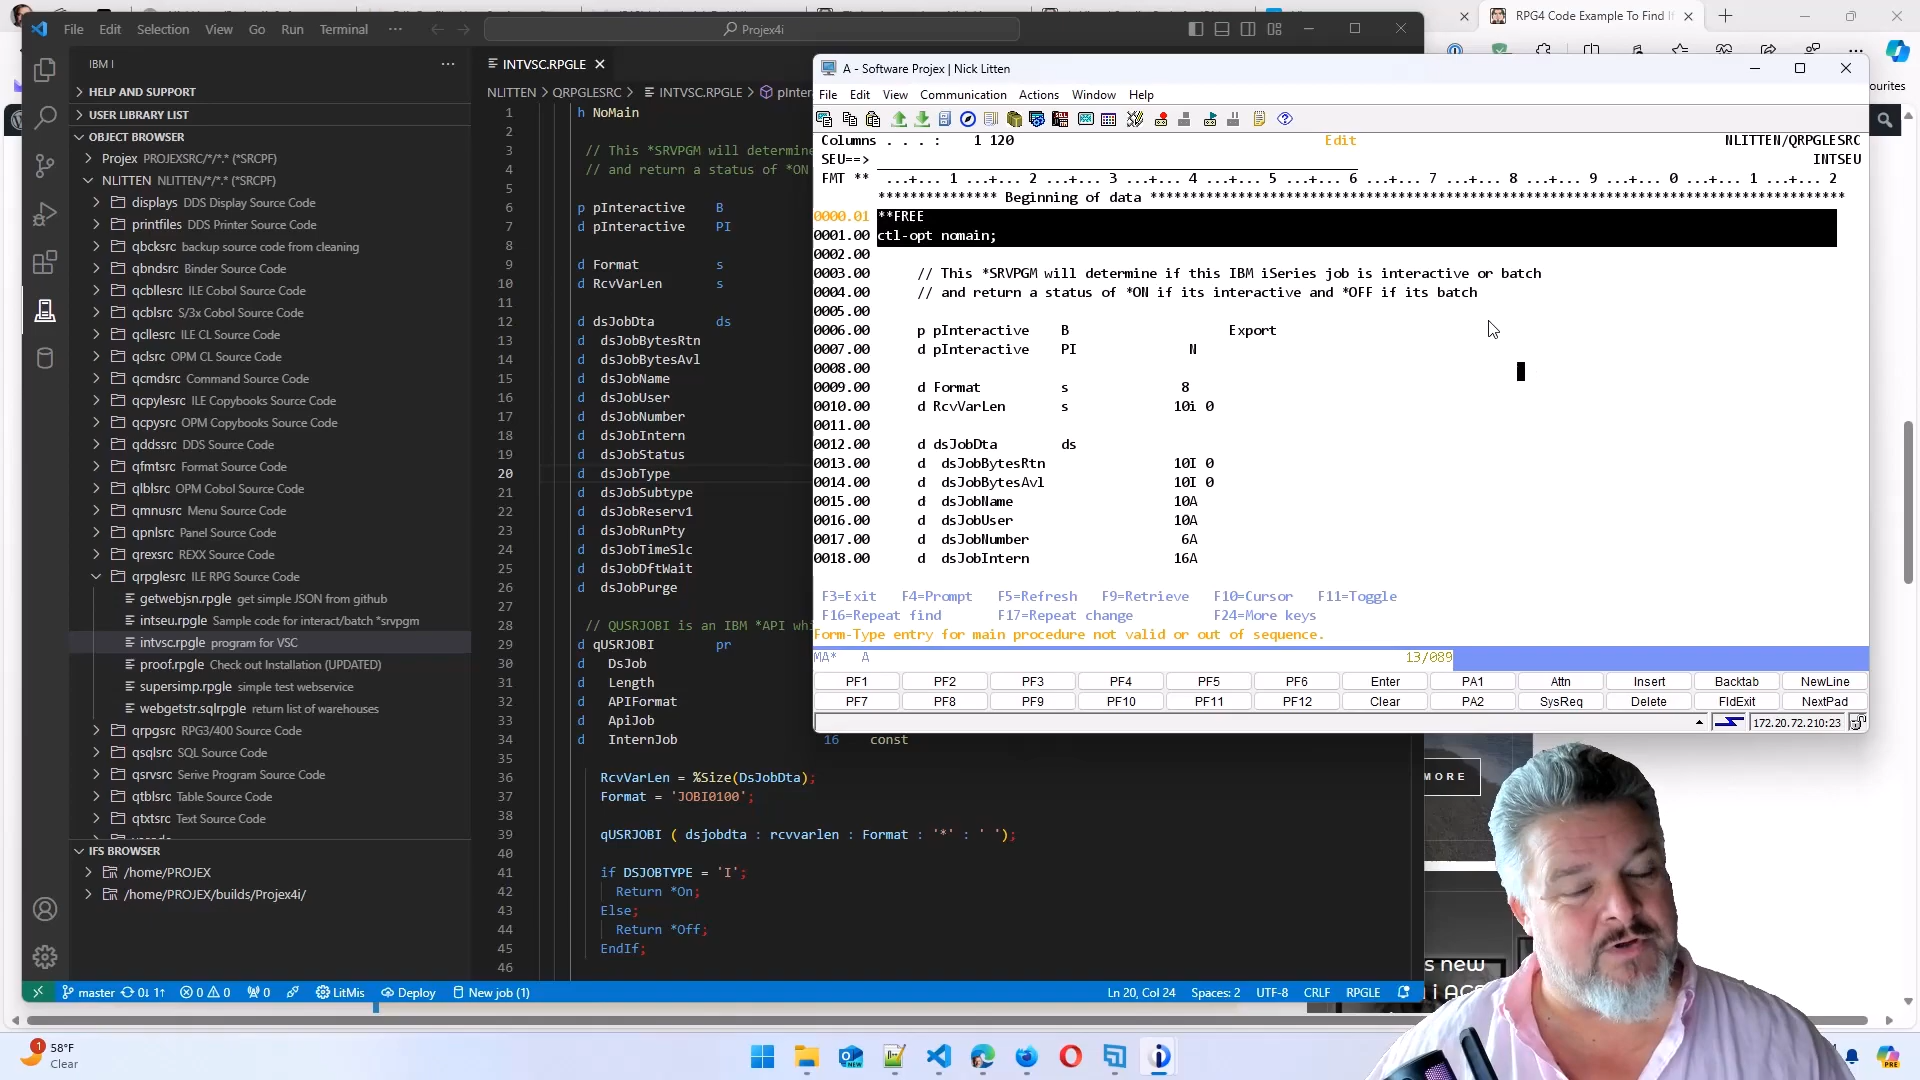 RPG4 Code Example To Find If
File Edit Selection View Go Run Terminal ···
Projex4i
IBM I
HELP AND SUPPORT
USER LIBRARY LIST
OBJECT BROWSER
Projex PROJEXSRC/*/*.* (*SRCPF)
NLITTEN NLITTEN/*/*.* (*SRCPF)
displays DDS Display Source Code
printfiles DDS Printer Source Code
qbcksrc backup source code from cleaning
qbndsrc Binder Source Code
qcbllesrc ILE Cobol Source Code
qcblsrc S/3x Cobol Source Code
qcllesrc ILE CL Source Code
qclsrc OPM CL Source Code
qcmdsrc Command Source Code
qcpylesrc ILE Copybooks Source Code
qcpysrc OPM Copybooks Source Code
qddssrc DDS Source Code
qfmtsrc Format Source Code
qlblsrc OPM Cobol Source Code
qmnusrc Menu Source Code
qpnlsrc Panel Source Code
qrexsrc REXX Source Code
qrpglesrc ILE RPG Source Code
getwebjsn.rpgle get simple JSON from github
intseu.rpgle Sample code for interact/batch *srvpgm
intvsc.rpgle program for VSC
proof.rpgle Check out Installation (UPDATED)
supersimp.rpgle simple test webservice
webgetstr.sqlrpgle return list of warehouses
qrpgsrc RPG3/400 Source Code
qsqlsrc SQL Source Code
qsrvsrc Serive Program Source Code
qtblsrc Table Source Code
qtxtsrc Text Source Code
IFS BROWSER
/home/PROJEX
/home/PROJEX/builds/Projex4i/
INTVSC.RPGLE
NLITTEN > QRPGLESRC > INTVSC.RPGLE > pInter
1 h NoMain
2
3 // This *SRVPGM will determine
4 // and return a status of *ON
5
6 p pInteractive B
7 d pInteractive PI
8
9 d Format s
10 d RcvVarLen s
11
12 d dsJobDta ds
13 d dsJobBytesRtn
14 d dsJobBytesAvl
15 d dsJobName
16 d dsJobUser
17 d dsJobNumber
18 d dsJobIntern
19 d dsJobStatus
20 d dsJobType
21 d dsJobSubtype
22 d dsJobReserv1
23 d dsJobRunPty
24 d dsJobTimeSlc
25 d dsJobDftWait
26 d dsJobPurge
27
28 // QUSRJOBI is an IBM *API whi
29 d qUSRJOBI pr
30 d DsJob
31 d Length
32 d APIFormat
33 d ApiJob
34 d InternJob 16 const
35
36 RcvVarLen = %Size(DsJobDta);
37 Format = 'JOBI0100';
38
39 qUSRJOBI ( dsjobdta : rcvvarlen : Format : '*' : ' ');
40
41 if DSJOBTYPE = 'I';
42 Return *On;
43 Else;
44 Return *Off;
45 EndIf;
46
master 0↓ 1↑ 0 0 0 LitMis Deploy New job (1) Ln 20, Col 24 Spaces: 2 UTF-8 CRLF RPGLE
A - Software Projex | Nick Litten
File Edit View Communication Actions Window Help
Columns . . . : 1 120 Edit NLITTEN/QRPGLESRC
SEU==> INTSEU
FMT ** ...+... 1 ...+... 2 ...+... 3 ...+... 4 ...+... 5 ...+... 6 ...+... 7 ...+... 8 ...+... 9 ...+... 0 ...+... 1 ...+... 2
*************** Beginning of data ***************************************************************************************
0000.01 **FREE
0001.00 ctl-opt nomain;
0002.00
0003.00 // This *SRVPGM will determine if this IBM iSeries job is interactive or batch
0004.00 // and return a status of *ON if its interactive and *OFF if its batch
0005.00
0006.00 p pInteractive B Export
0007.00 d pInteractive PI N
0008.00
0009.00 d Format s 8
0010.00 d RcvVarLen s 10i 0
0011.00
0012.00 d dsJobDta ds
0013.00 d dsJobBytesRtn 10I 0
0014.00 d dsJobBytesAvl 10I 0
0015.00 d dsJobName 10A
0016.00 d dsJobUser 10A
0017.00 d dsJobNumber 6A
0018.00 d dsJobIntern 16A
F3=Exit F4=Prompt F5=Refresh F9=Retrieve F10=Cursor F11=Toggle
F16=Repeat find F17=Repeat change F24=More keys
Form-Type entry for main procedure not valid or out of sequence.
MA* A 13/089
PF1 PF2 PF3 PF4 PF5 PF6 Enter PA1 Attn Insert Backtab NewLine
PF7 PF8 PF9 PF10 PF11 PF12 Clear PA2 SysReq Delete FldExit NextPad
172.20.72.210:23
ourites
MORE
s new
i ACS
1 58°F
Clear
NEW
PRE